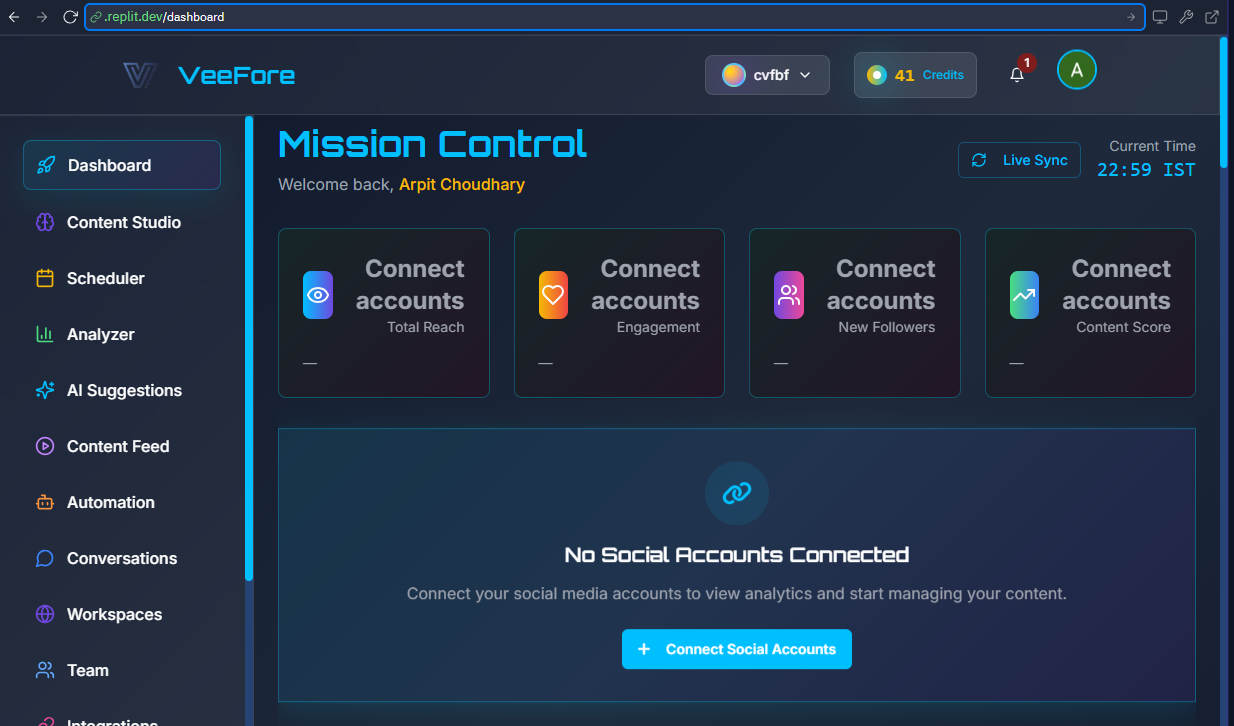 .replit.dev/dashboard
VeeFore
cvfbf
41 Credits
1
A
Dashboard
Content Studio
Scheduler
Analyzer
AI Suggestions
Content Feed
Automation
Conversations
Workspaces
Team
Integrations
Mission Control
Welcome back, Arpit Choudhary
Live Sync
Current Time
22:59 IST
Connect
accounts
Total Reach
—
Connect
accounts
Engagement
—
Connect
accounts
New Followers
—
Connect
accounts
Content Score
—
No Social Accounts Connected
Connect your social media accounts to view analytics and start managing your content.
+ Connect Social Accounts